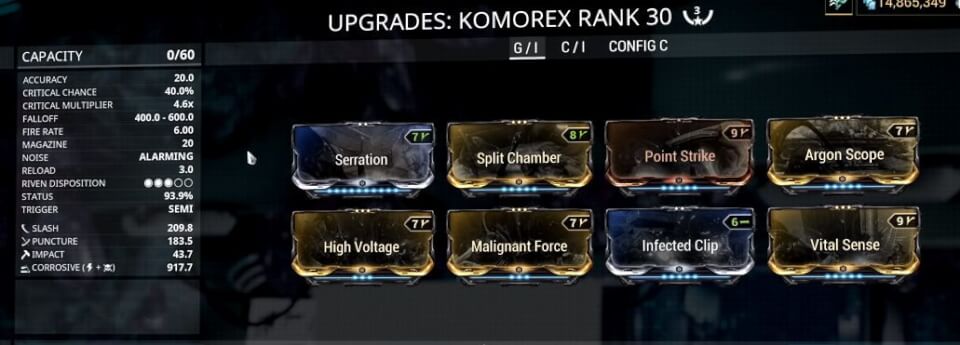 14,865,349
UPGRADES: KOMOREX RANK 30 3
G/I C/I CONFIG C
CAPACITY 0/60
ACCURACY 20.0
CRITICAL CHANCE 40.0%
CRITICAL MULTIPLIER 4.6x
FALLOFF 400.0 - 600.0
FIRE RATE 6.00
MAGAZINE 20
NOISE ALARMING
RELOAD 3.0
RIVEN DISPOSITION
STATUS 93.9%
TRIGGER SEMI
SLASH 209.8
PUNCTURE 183.5
IMPACT 43.7
CORROSIVE ( + ) 917.7
7 8 9 7
Serration Split Chamber Point Strike Argon Scope
7 7 6 9
High Voltage Malignant Force Infected Clip Vital Sense